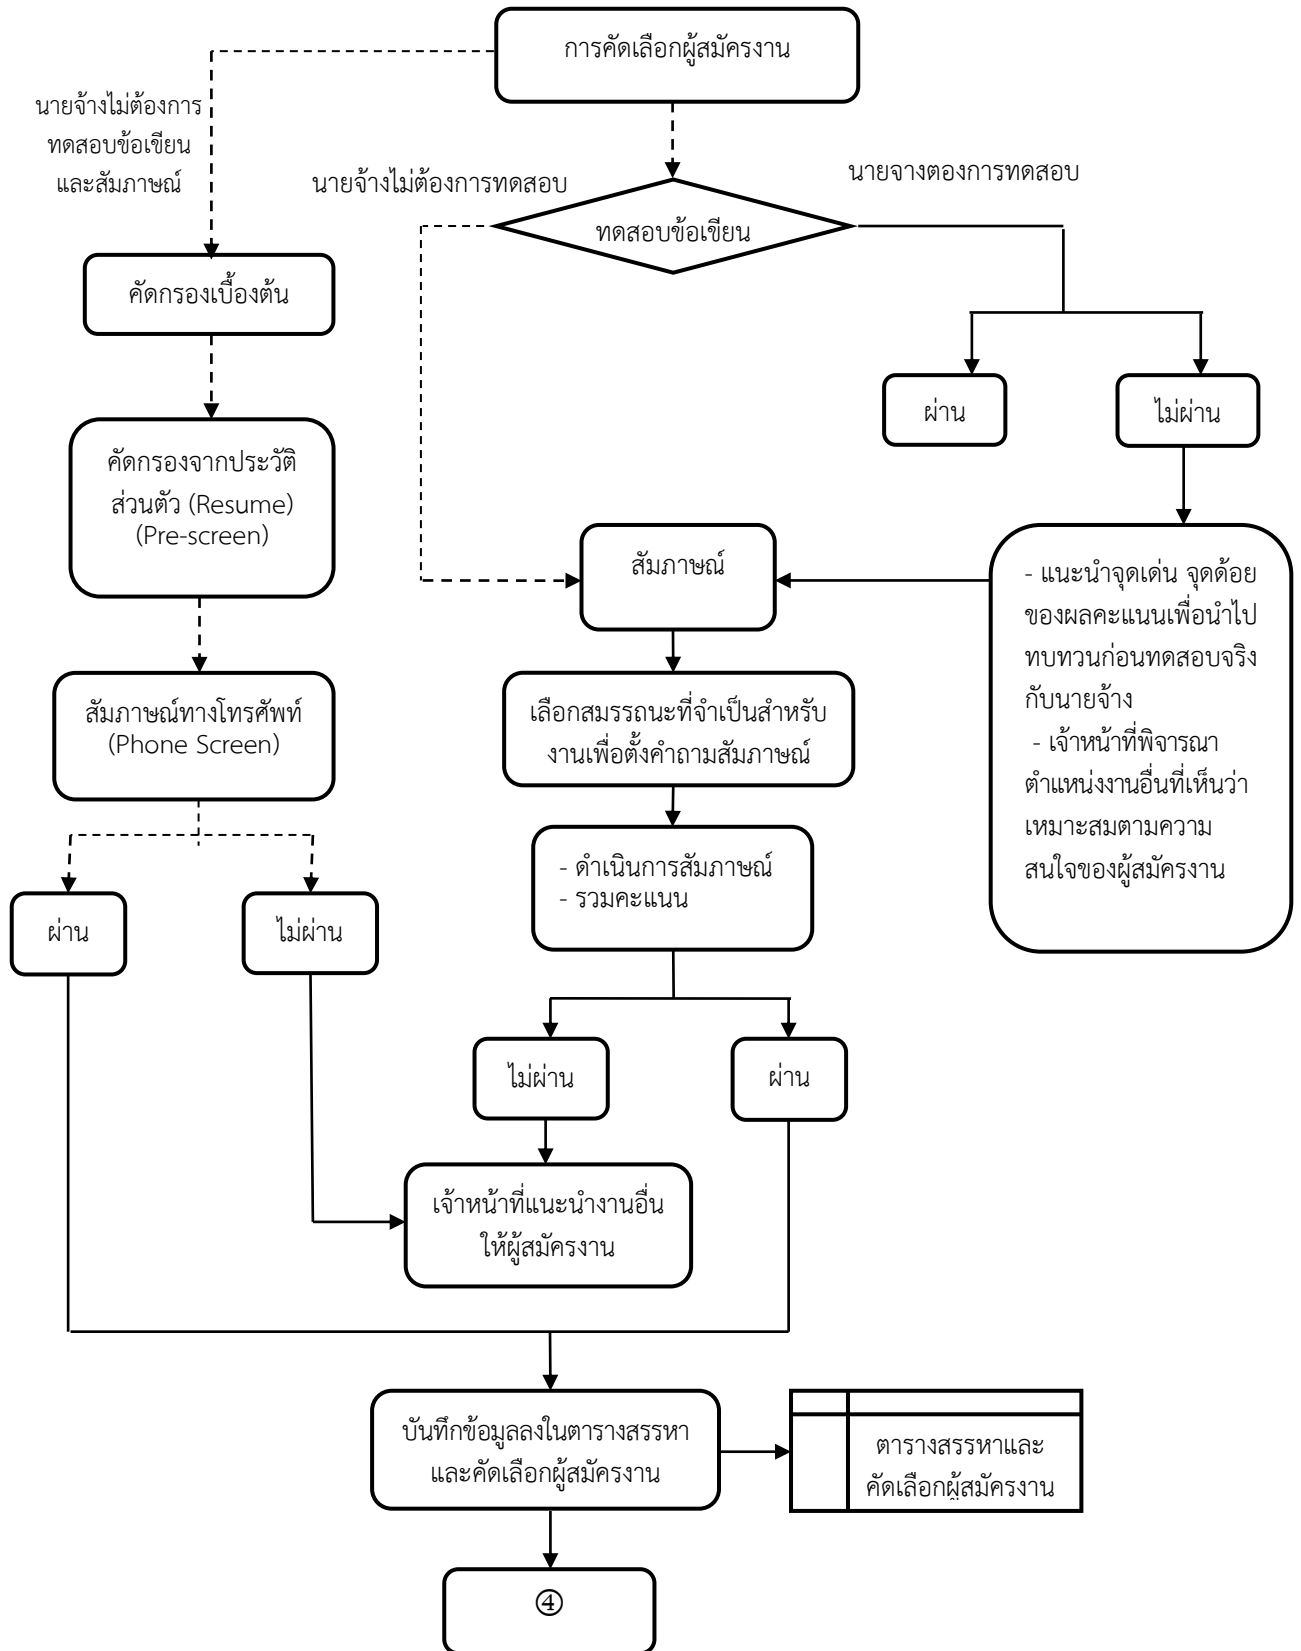 การคัดเลือกผู้สมัครงาน
นายจ้างไม่ต้องการ
ทดสอบข้อเขียน
และสัมภาษณ์
นายจ้างไม่ต้องการทดสอบ
นายจางตองการทดสอบ
ทดสอบข้อเขียน
คัดกรองเบื้องต้น
ผ่าน
ไม่ผ่าน
คัดกรองจากประวัติ
ส่วนตัว (Resume)
(Pre-screen)
สัมภาษณ์
- แนะนำจุดเด่น จุดด้อย
ของผลคะแนนเพื่อนำไป
ทบทวนก่อนทดสอบจริง
กับนายจ้าง
- เจ้าหน้าที่พิจารณา
ตำแหน่งงานอื่นที่เห็นว่า
เหมาะสมตามความ
สนใจของผู้สมัครงาน
สัมภาษณ์ทางโทรศัพท์
(Phone Screen)
เลือกสมรรถนะที่จำเป็นสำหรับ
งานเพื่อตั้งคำถามสัมภาษณ์
- ดำเนินการสัมภาษณ์
- รวมคะแนน
ผ่าน
ไม่ผ่าน
ไม่ผ่าน
ผ่าน
เจ้าหน้าที่แนะนำงานอื่น
ให้ผู้สมัครงาน
บันทึกข้อมูลลงในตารางสรรหา
และคัดเลือกผู้สมัครงาน
ตารางสรรหาและ
คัดเลือกผู้สมัครงาน
④